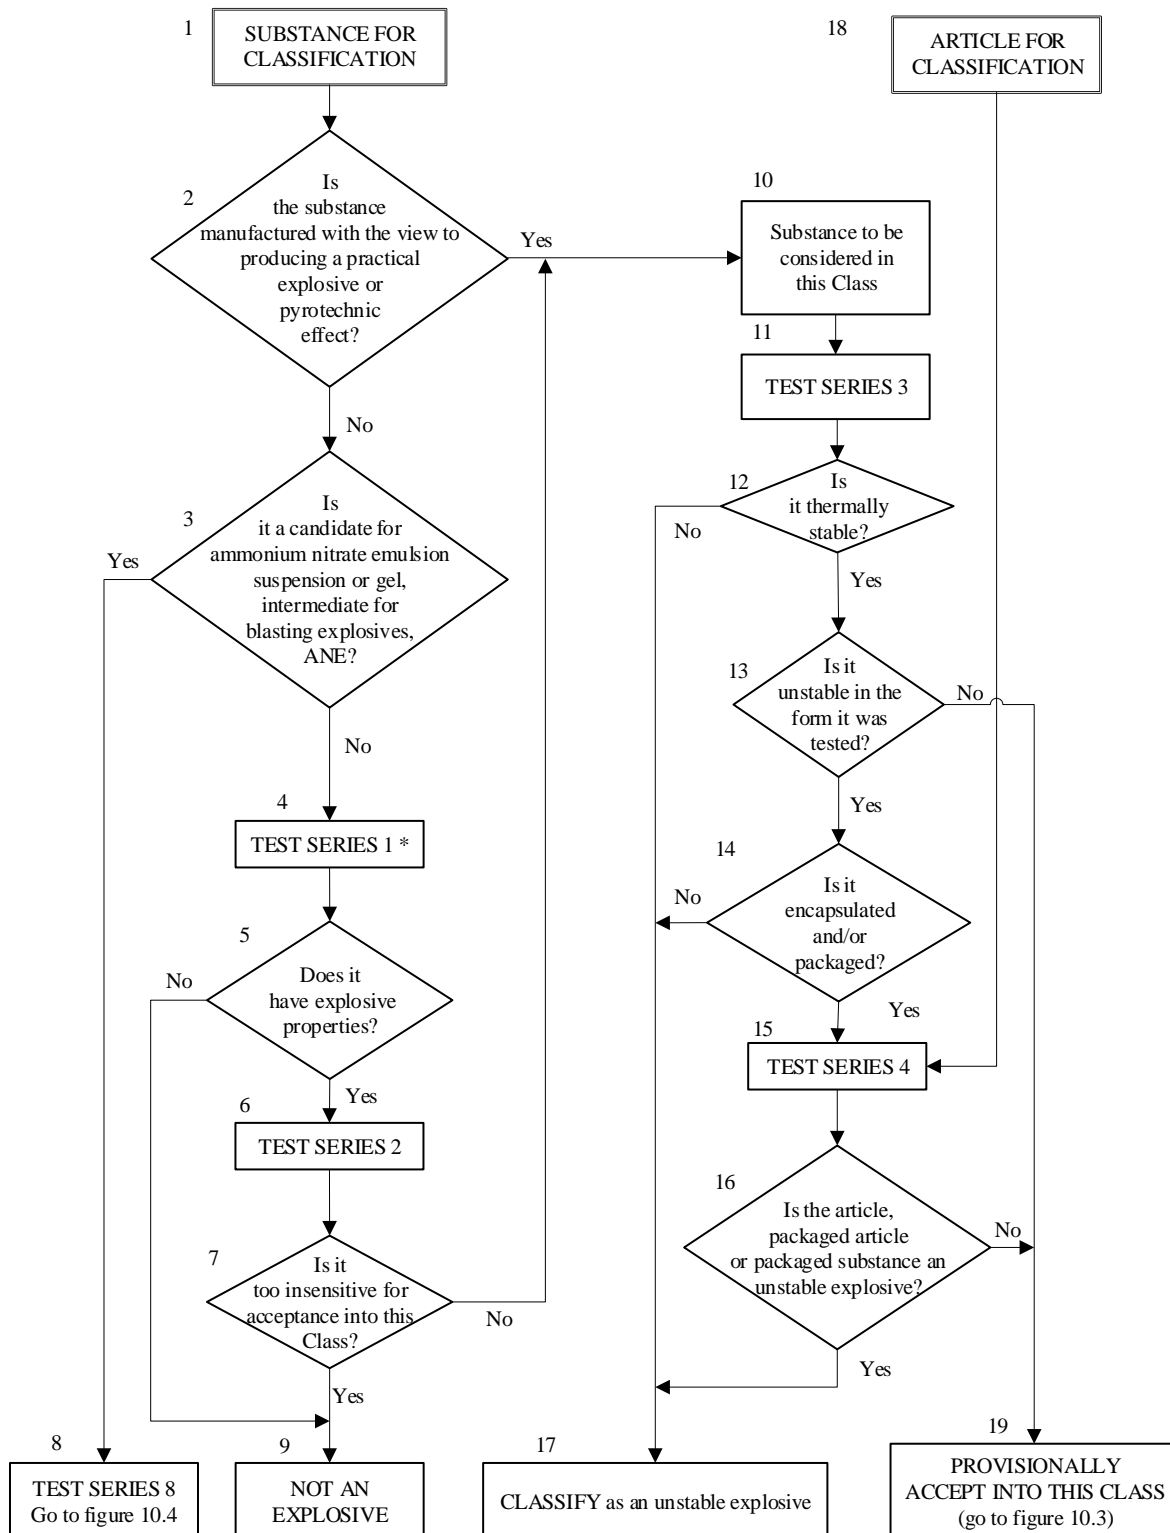 1
SUBSTANCE FOR
CLASSIFICATION
18
ARTICLE FOR
CLASSIFICATION
2
Is
the substance
manufactured with the view to
producing a practical
explosive or
pyrotechnic
effect?
Yes
No
10
Substance to be
considered in
this Class
11
TEST SERIES 3
3
Is
it a candidate for
ammonium nitrate emulsion
suspension or gel,
intermediate for
blasting explosives,
ANE?
Yes
No
12
Is
it thermally
stable?
No
Yes
13
Is it
unstable in the
form it was
tested?
No
Yes
4
TEST SERIES 1 *
14
Is it
encapsulated
and/or
packaged?
No
Yes
5
Does it
have explosive
properties?
No
Yes
15
TEST SERIES 4
6
TEST SERIES 2
16
Is the article,
packaged article
or packaged substance an
unstable explosive?
No
Yes
7
Is it
too insensitive for
acceptance into this
Class?
No
Yes
8
TEST SERIES 8
Go to figure 10.4
9
NOT AN
EXPLOSIVE
17
CLASSIFY as an unstable explosive
19
PROVISIONALLY
ACCEPT INTO THIS CLASS
(go to figure 10.3)